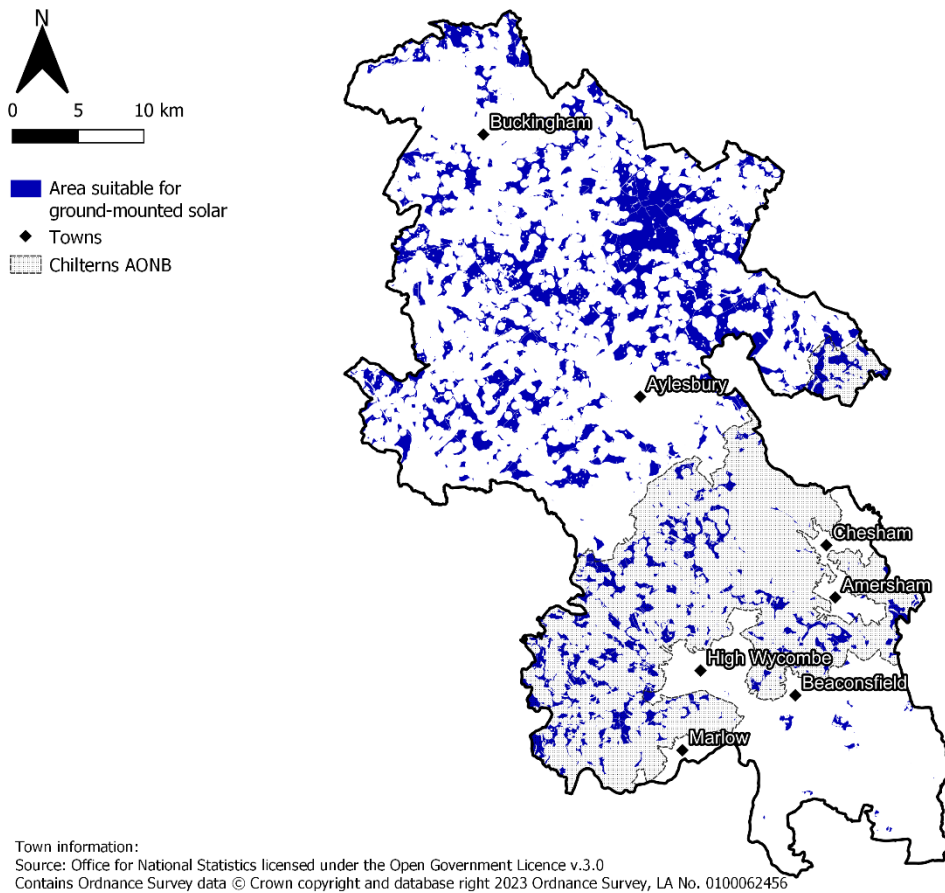 N
0 5 10 km
Area suitable for
ground-mounted solar
Towns
Chilterns AONB
Buckingham
Aylesbury
Chesham
Amersham
High Wycombe
Beaconsfield
Marlow
Town information:
Source: Office for National Statistics licensed under the Open Government Licence v.3.0
Contains Ordnance Survey data © Crown copyright and database right 2023 Ordnance Survey, LA No. 0100062456